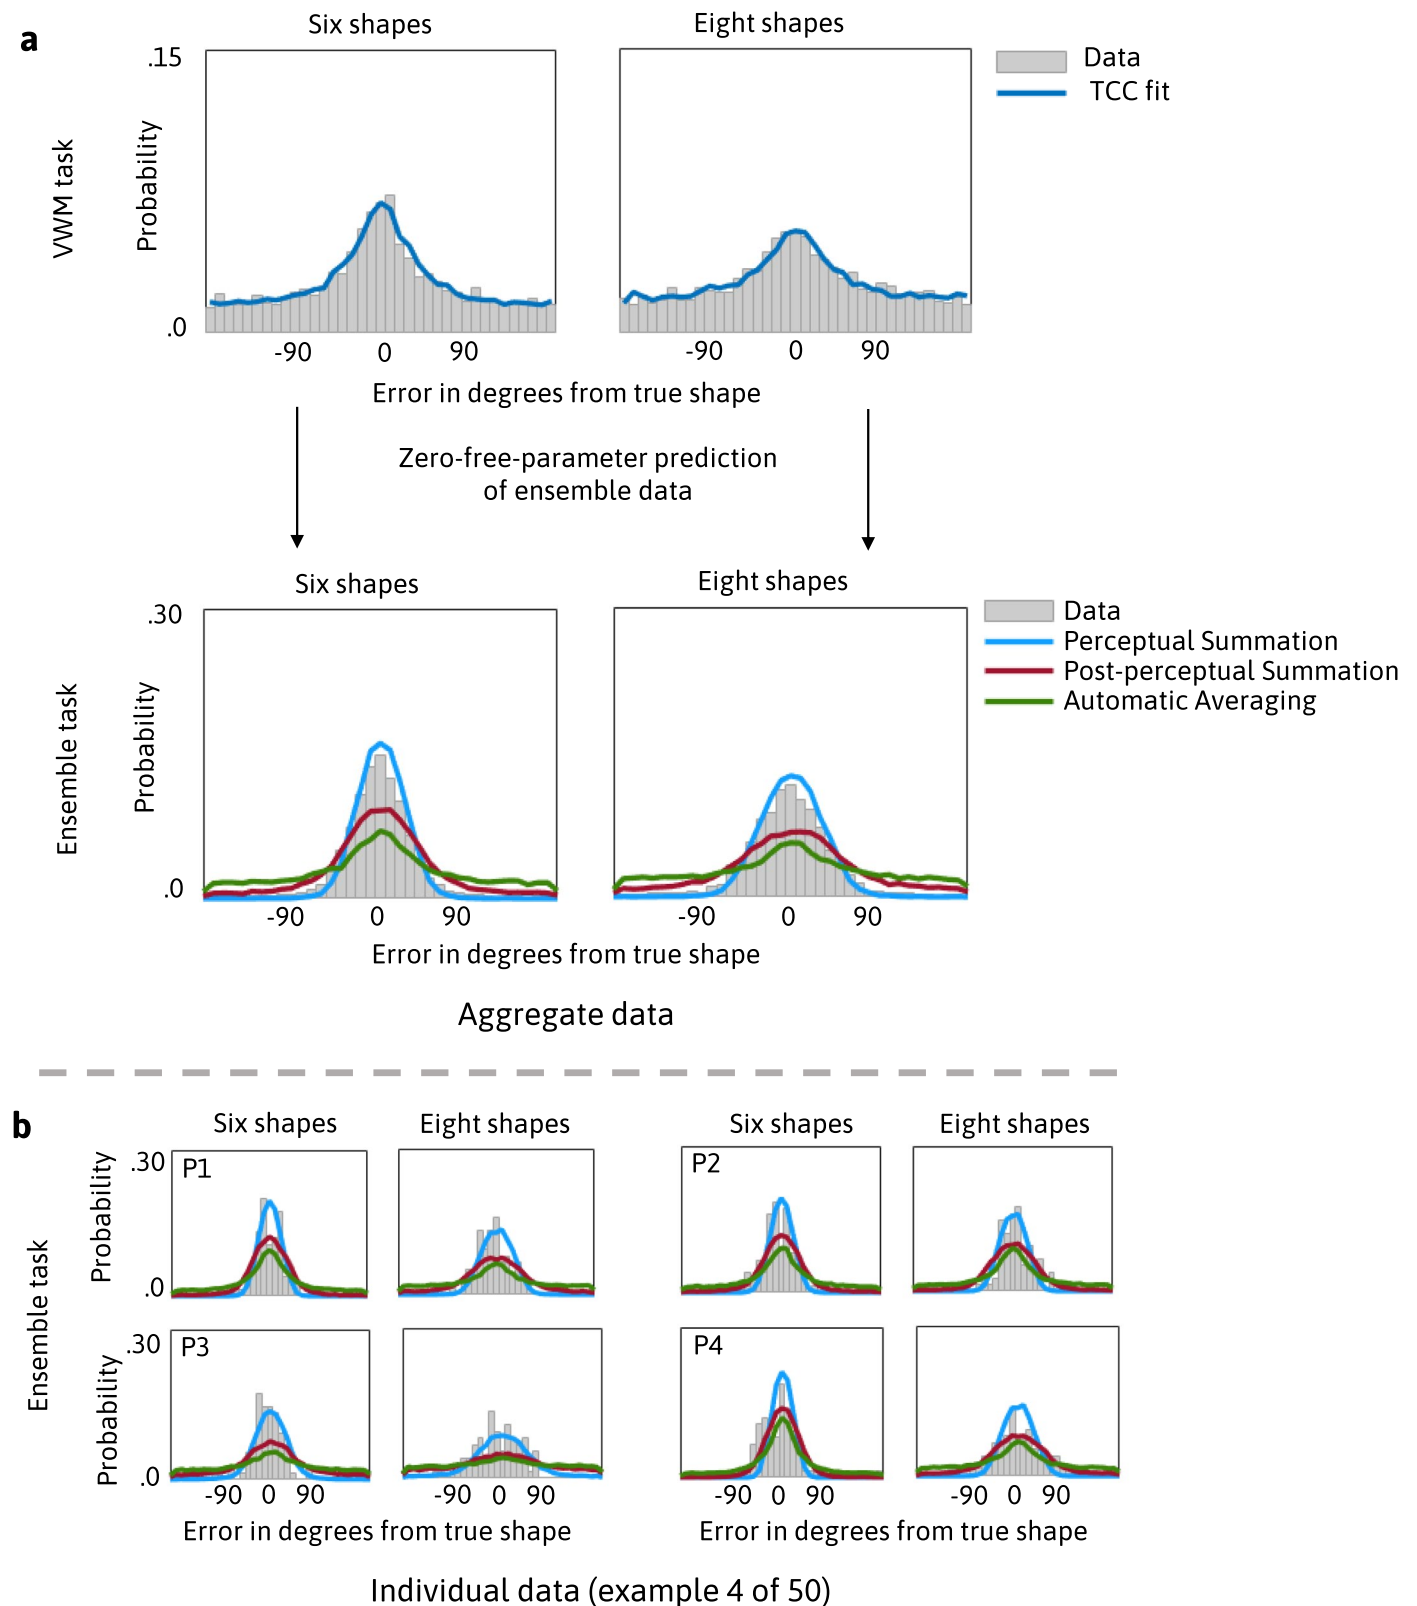 a
Six shapes
Eight shapes
.15
Data
TCC fit
VWM task
Probability
.0
-90 0 90
-90 0 90
Error in degrees from true shape
Zero-free-parameter prediction
of ensemble data
Six shapes
Eight shapes
.30
Data
Perceptual Summation
Post-perceptual Summation
Automatic Averaging
Ensemble task
Probability
.0
-90 0 90
-90 0 90
Error in degrees from true shape
Aggregate data
b
Six shapes
Eight shapes
Six shapes
Eight shapes
.30
P1
P2
Probability
.0
Ensemble task
.30
P3
P4
Probability
.0
-90 0 90
-90 0 90
-90 0 90
-90 0 90
Error in degrees from true shape
Error in degrees from true shape
Individual data (example 4 of 50)